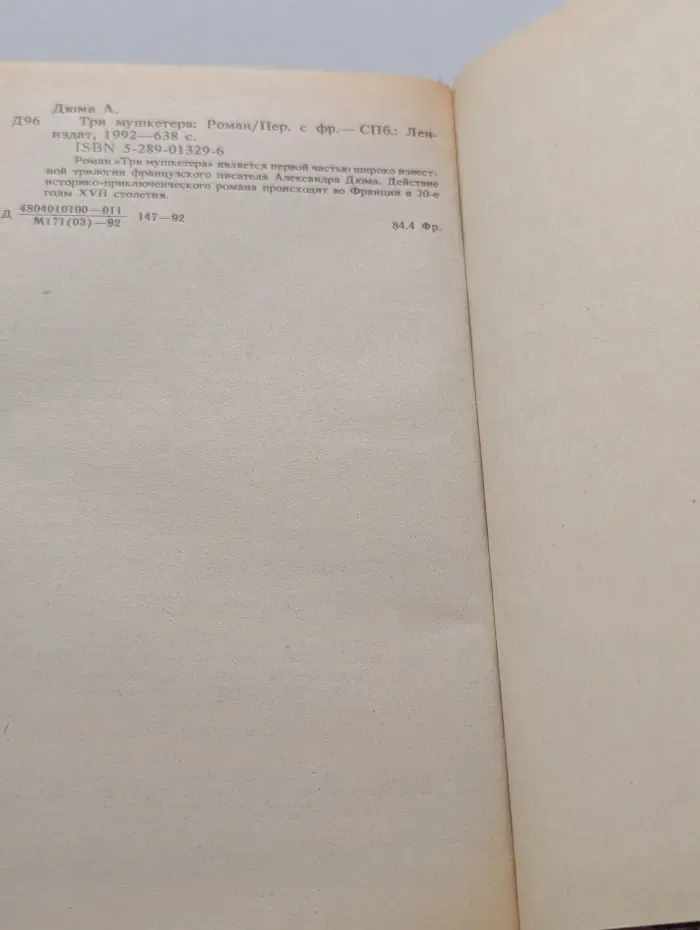 Дюма А.
Д96 Три мушкетера: Роман/Пер. с фр.— СПб.: Лен-
издат, 1992—638 с.
ISBN 5-289-01329-6
Роман «Три мушкетера» является первой частью широко извест-
ной трилогии французского писателя Александра Дюма. Действие
историко-приключенческого романа происходит во Франции в 20-е
годы XVII столетия.
Д 4804010100—011 147—92
М171(03)—92
84.4 Фр.